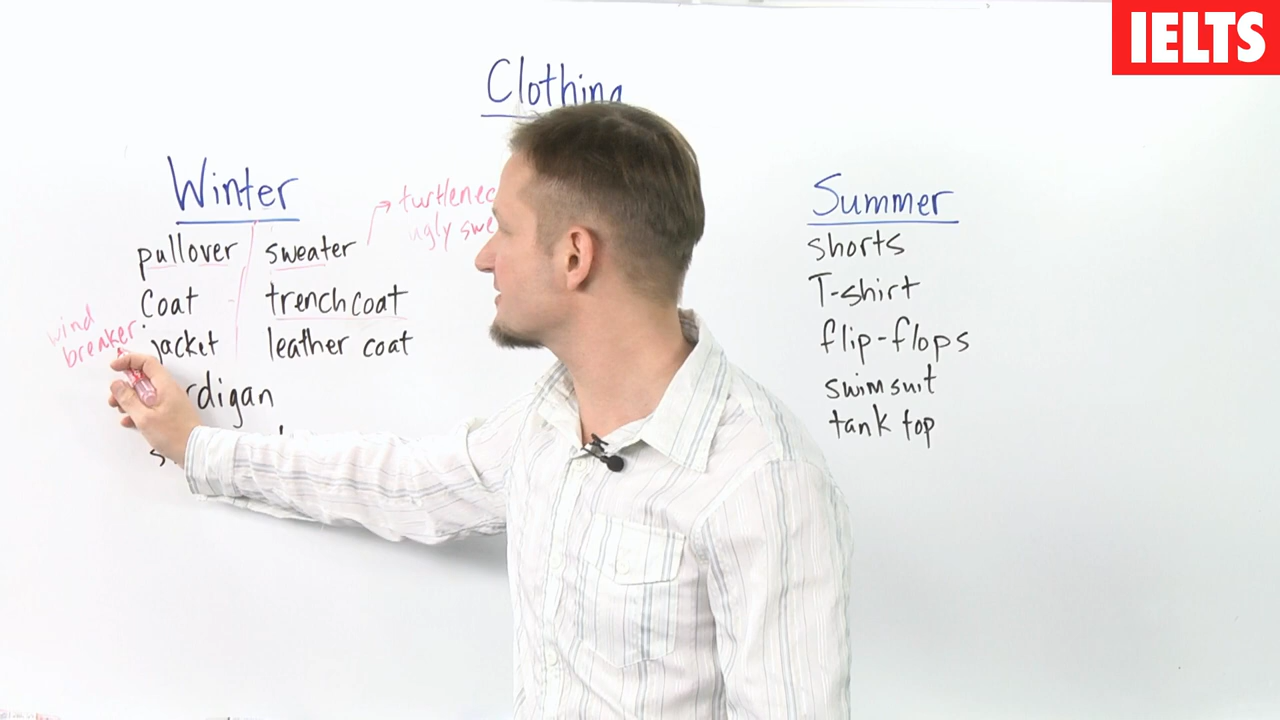 IELTS
Clothing
Winter
pullover
Coat
jacket
wind
breaker
sweater
trenchcoat
leather coat
Summer
shorts
T-shirt
flip-flops
swimsuit
tank top